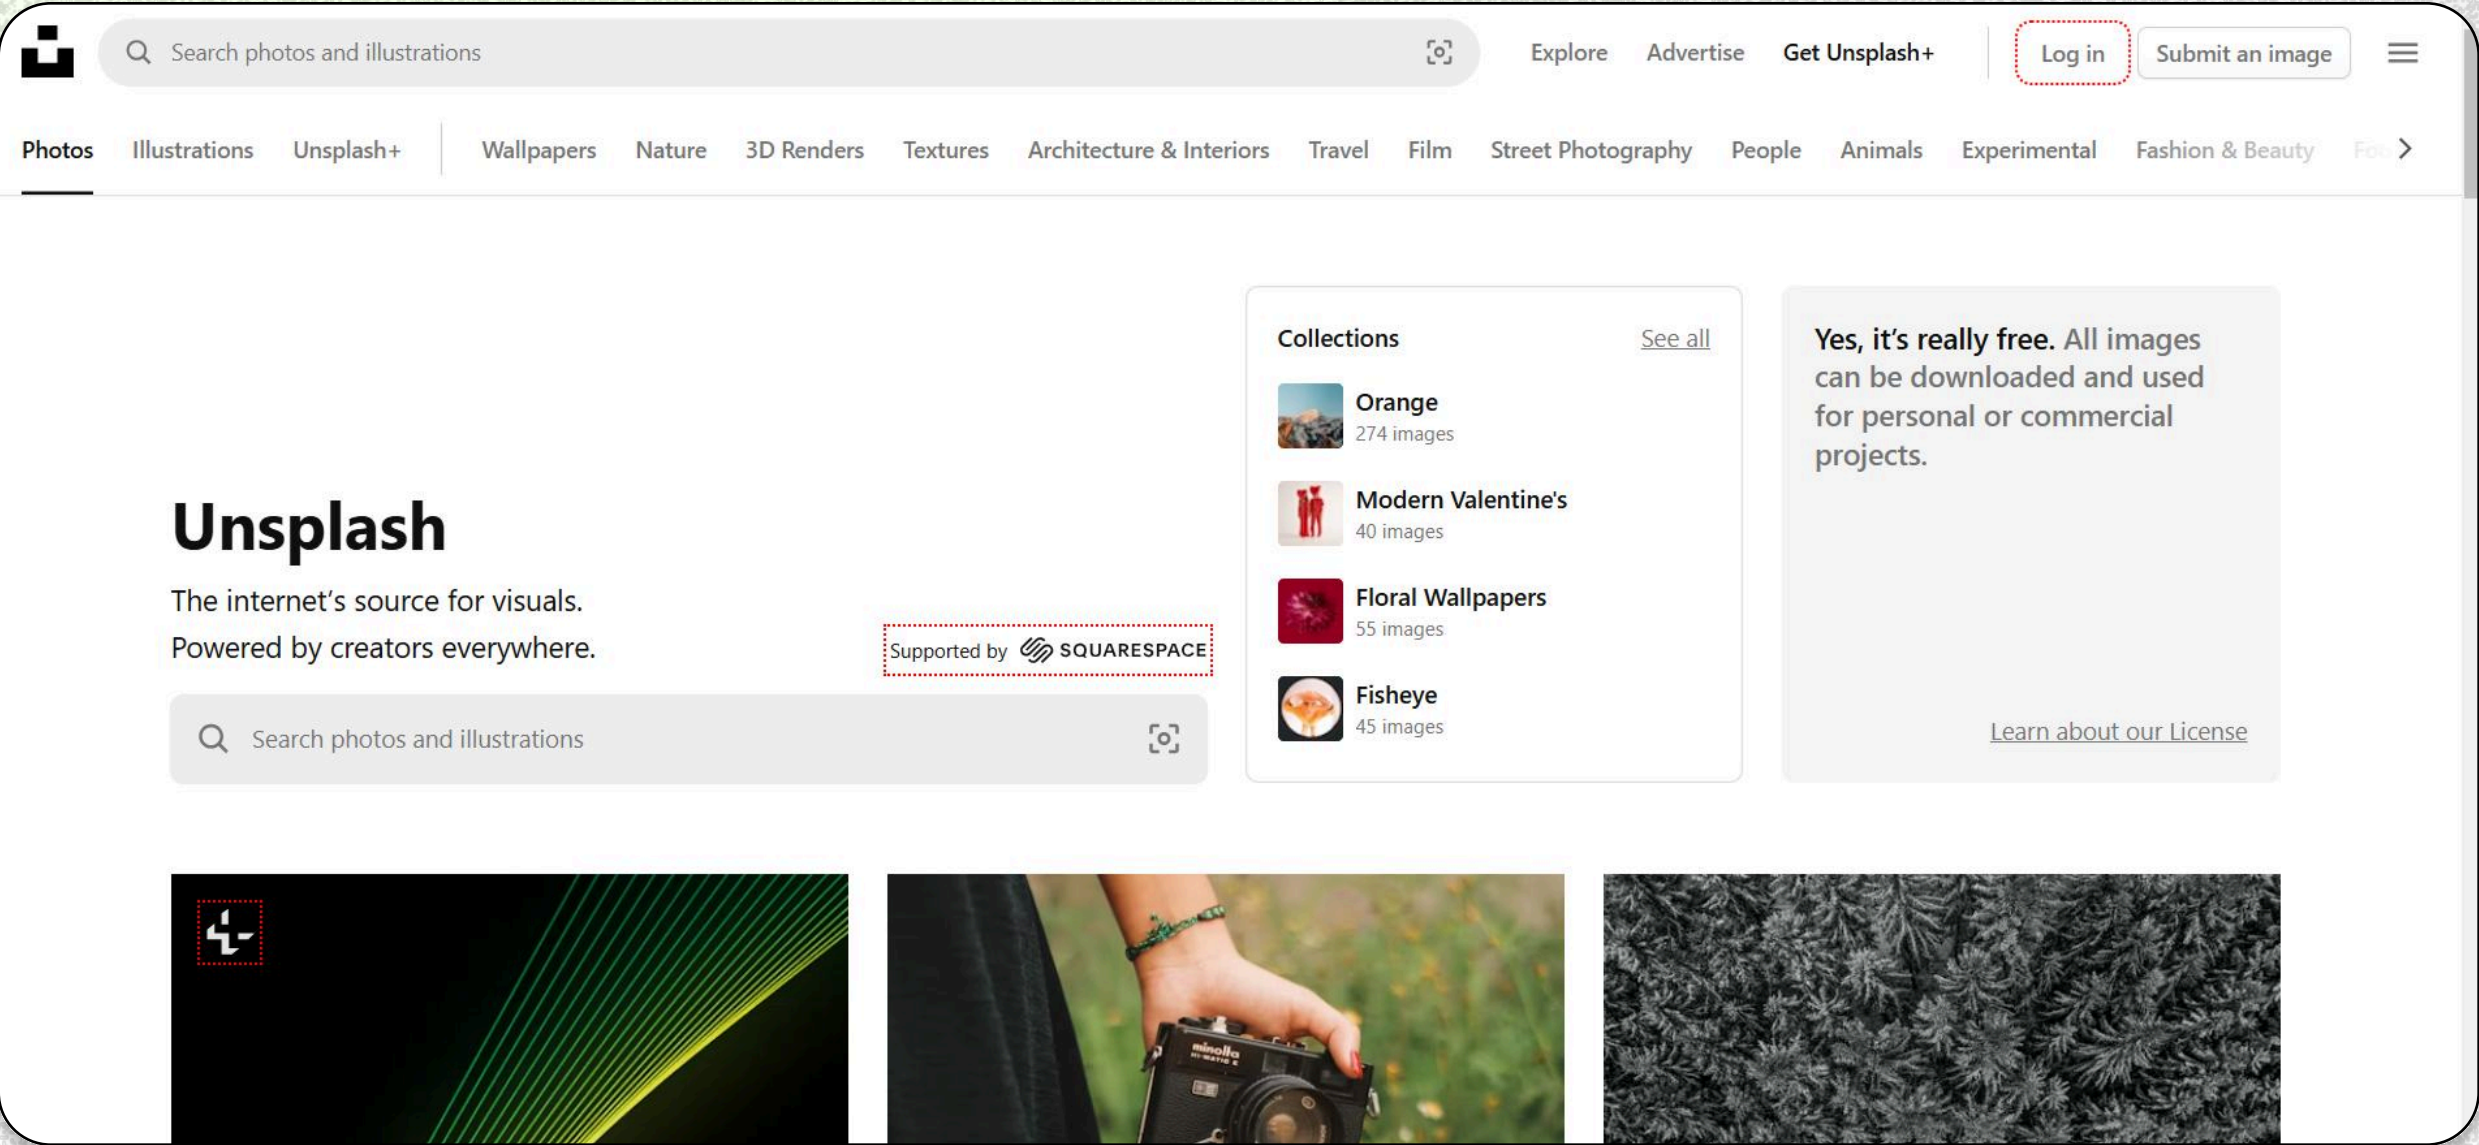 Search photos and illustrations
Explore
Advertise
Get Unsplash+
Log in
Submit an image
Photos
Illustrations
Unsplash+
Wallpapers
Nature
3D Renders
Textures
Architecture & Interiors
Travel
Film
Street Photography
People
Animals
Experimental
Fashion & Beauty
Unsplash
The internet’s source for visuals.
Powered by creators everywhere.
Supported by SQUARESPACE
Search photos and illustrations
Collections
See all
Orange
274 images
Modern Valentine's
40 images
Floral Wallpapers
55 images
Fisheye
45 images
Yes, it’s really free. All images
can be downloaded and used
for personal or commercial
projects.
Learn about our License
minolta
HI-MATIC E